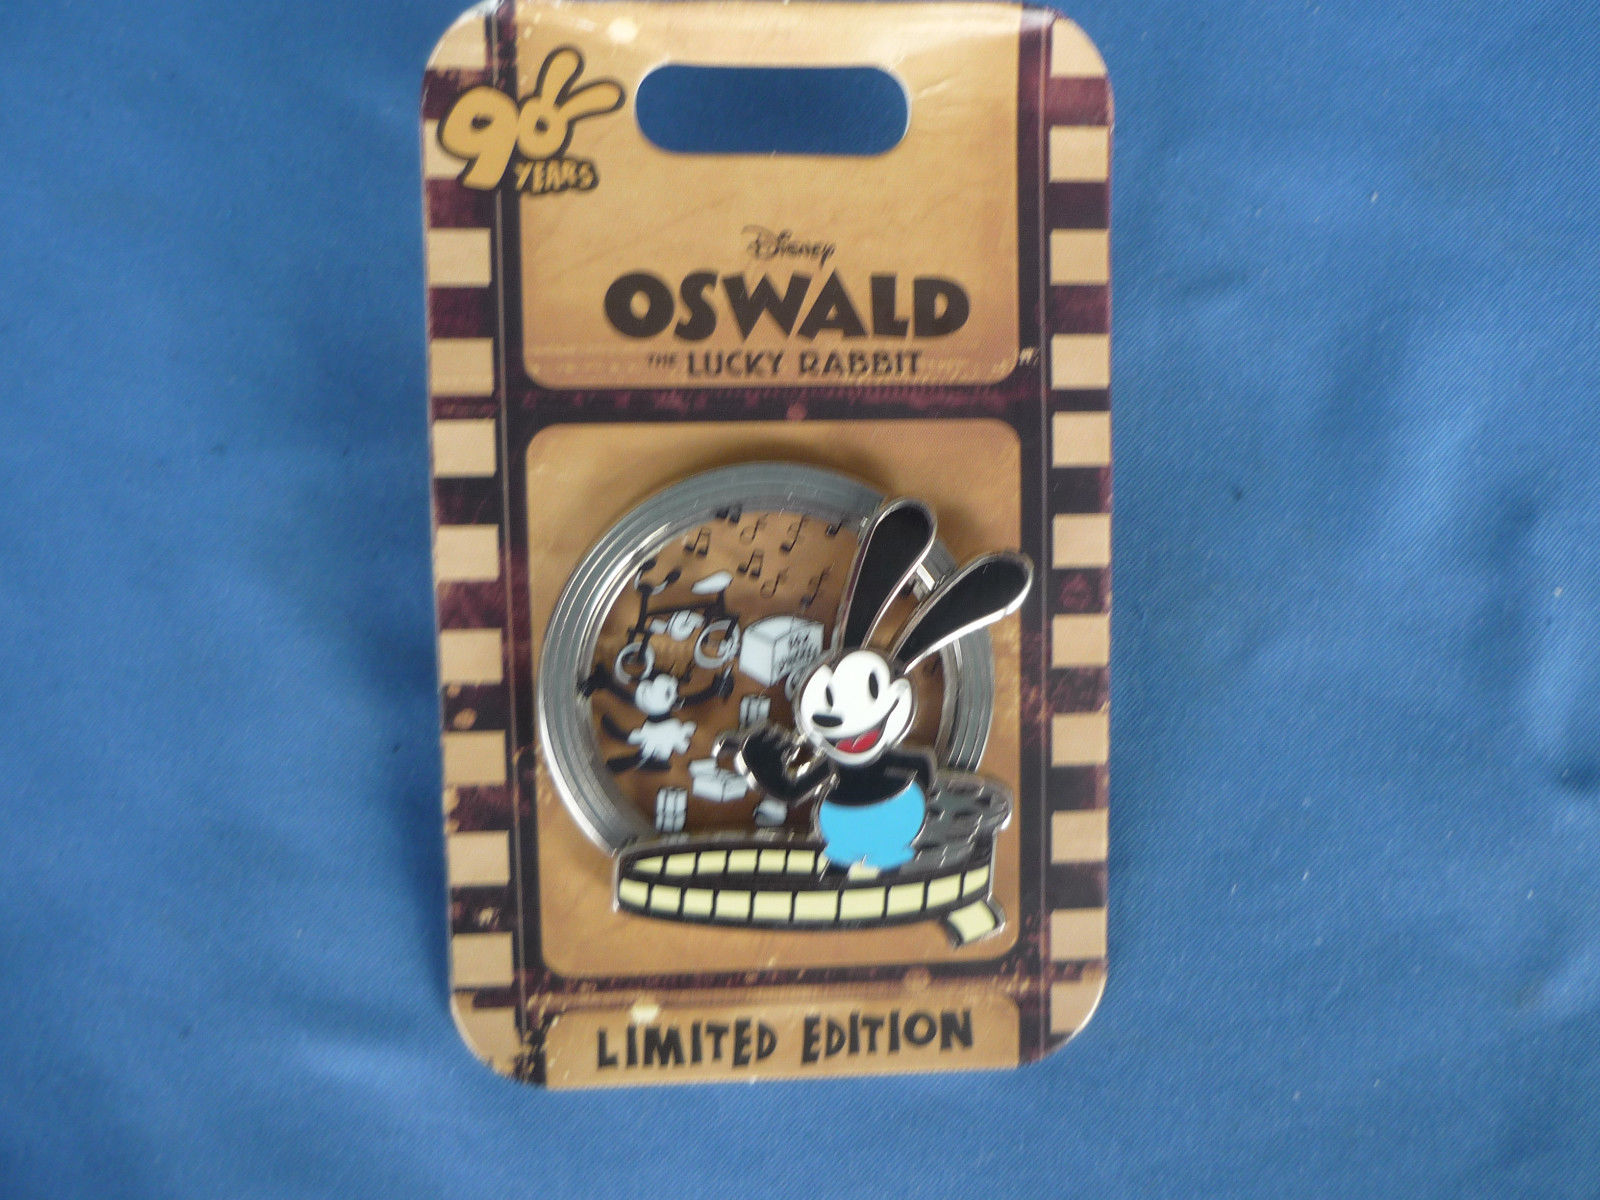 90
YEARS
Disney
OSWALD
THE LUCKY RABBIT
LIMITED EDITION